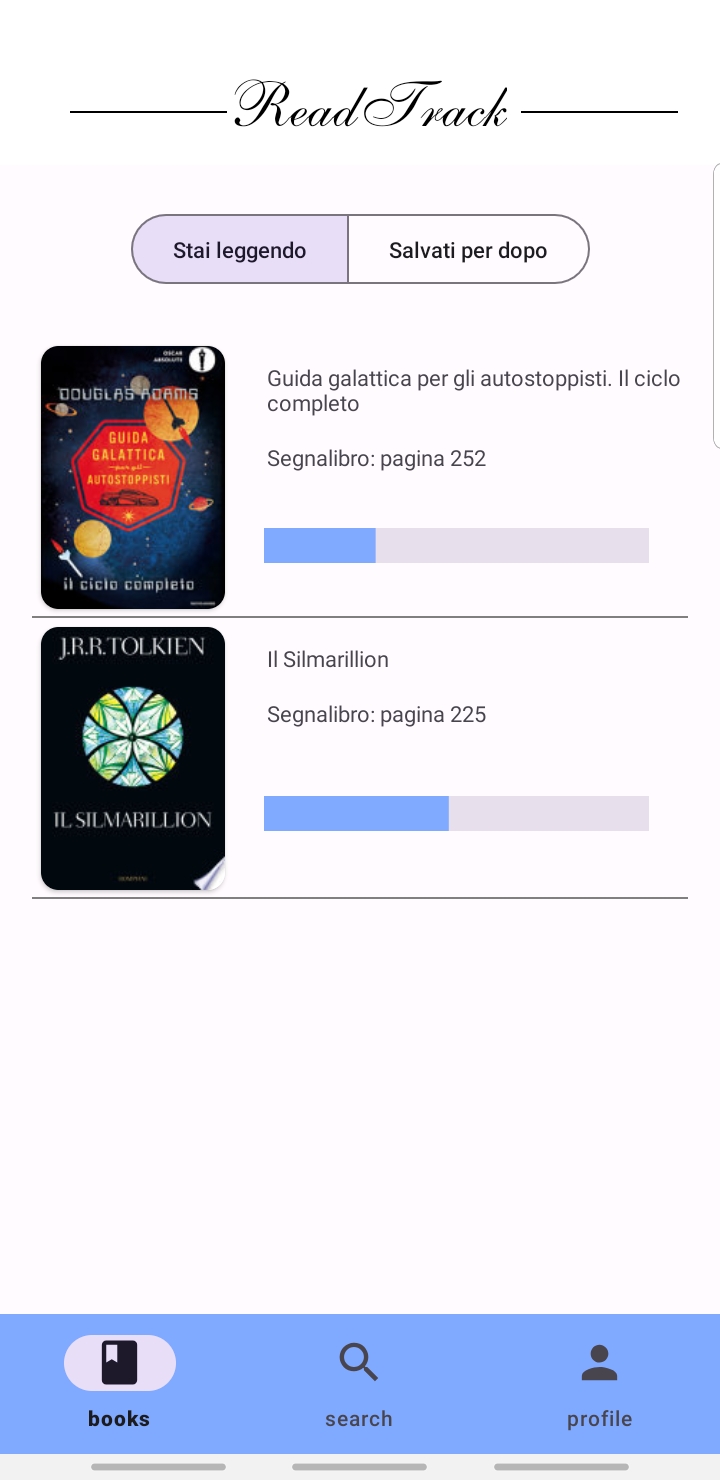 ReadTrack
Stai leggendo
Salvati per dopo
OSCAR
ABSOLUTE
DOUGLAS ADAMS
GUIDA
GALATTICA
per gli
AUTOSTOPPISTI
il ciclo completo
Guida galattica per gli autostoppisti. Il ciclo
completo
Segnalibro: pagina 252
J.R.R.TOLKIEN
IL SILMARILLION
Il Silmarillion
Segnalibro: pagina 225
books
search
profile